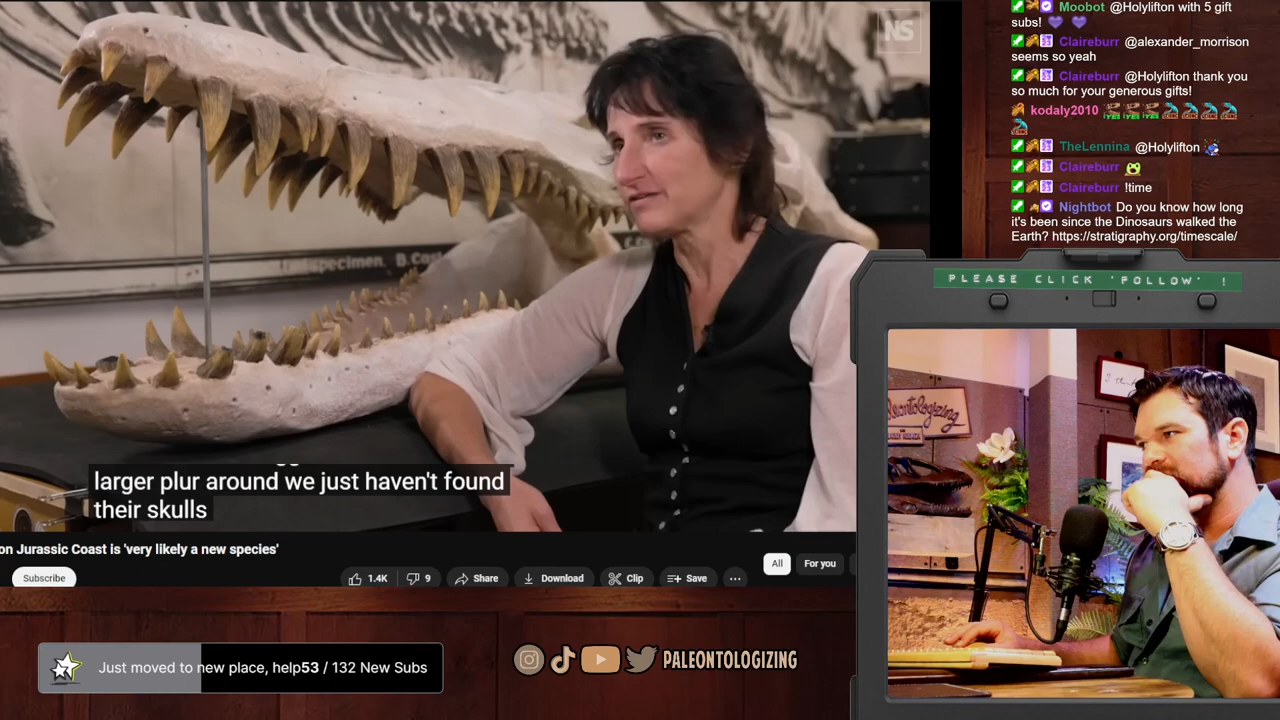 NS
specimen. B.Cast
larger plur around we just haven't found
their skulls
on Jurassic Coast is 'very likely a new species'
Subscribe
1.4K
9
Share
Download
Clip
Save
All
For you
Moobot @Holylifton with 5 gift
subs!
Claireburr @alexander_morrison
seems so yeah
Claireburr @Holylifton thank you
so much for your generous gifts!
kodaly2010
TheLennina @Holylifton
Claireburr
Claireburr !time
Nightbot Do you know how long
it's been since the Dinosaurs walked the
Earth? https://stratigraphy.org/timescale/
PLEASE CLICK 'FOLLOW' !
Paleontologizing
Just moved to new place, help53 / 132 New Subs
PALEONTOLOGIZING